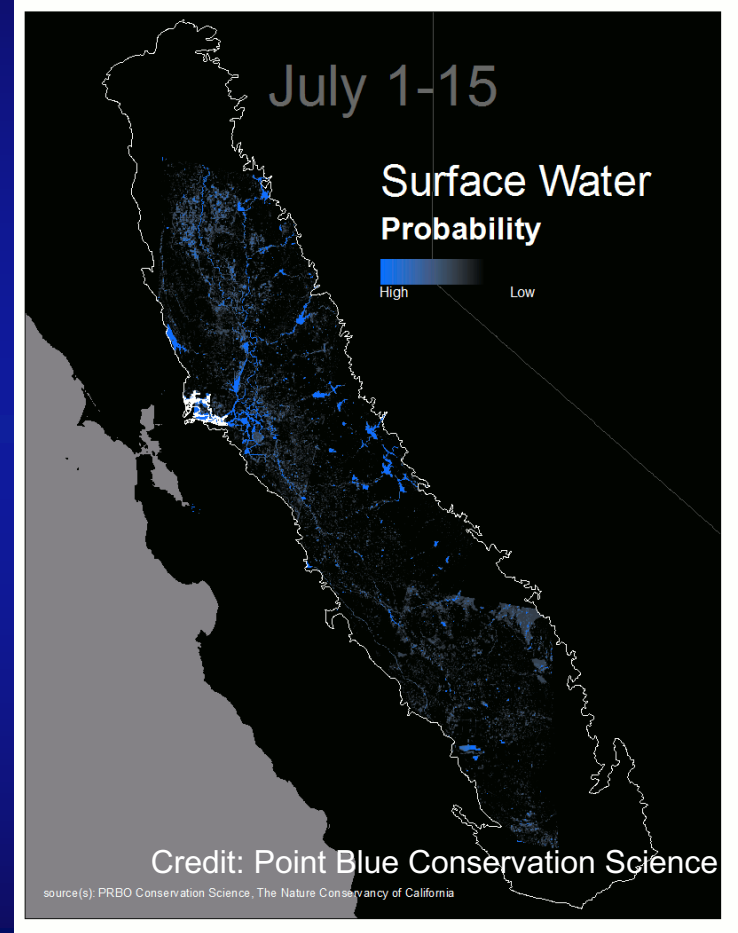 July 1-15
Surface Water
Probability
High Low
Credit: Point Blue Conservation Science
source(s): PRBO Conservation Science, The Nature Conservancy of California